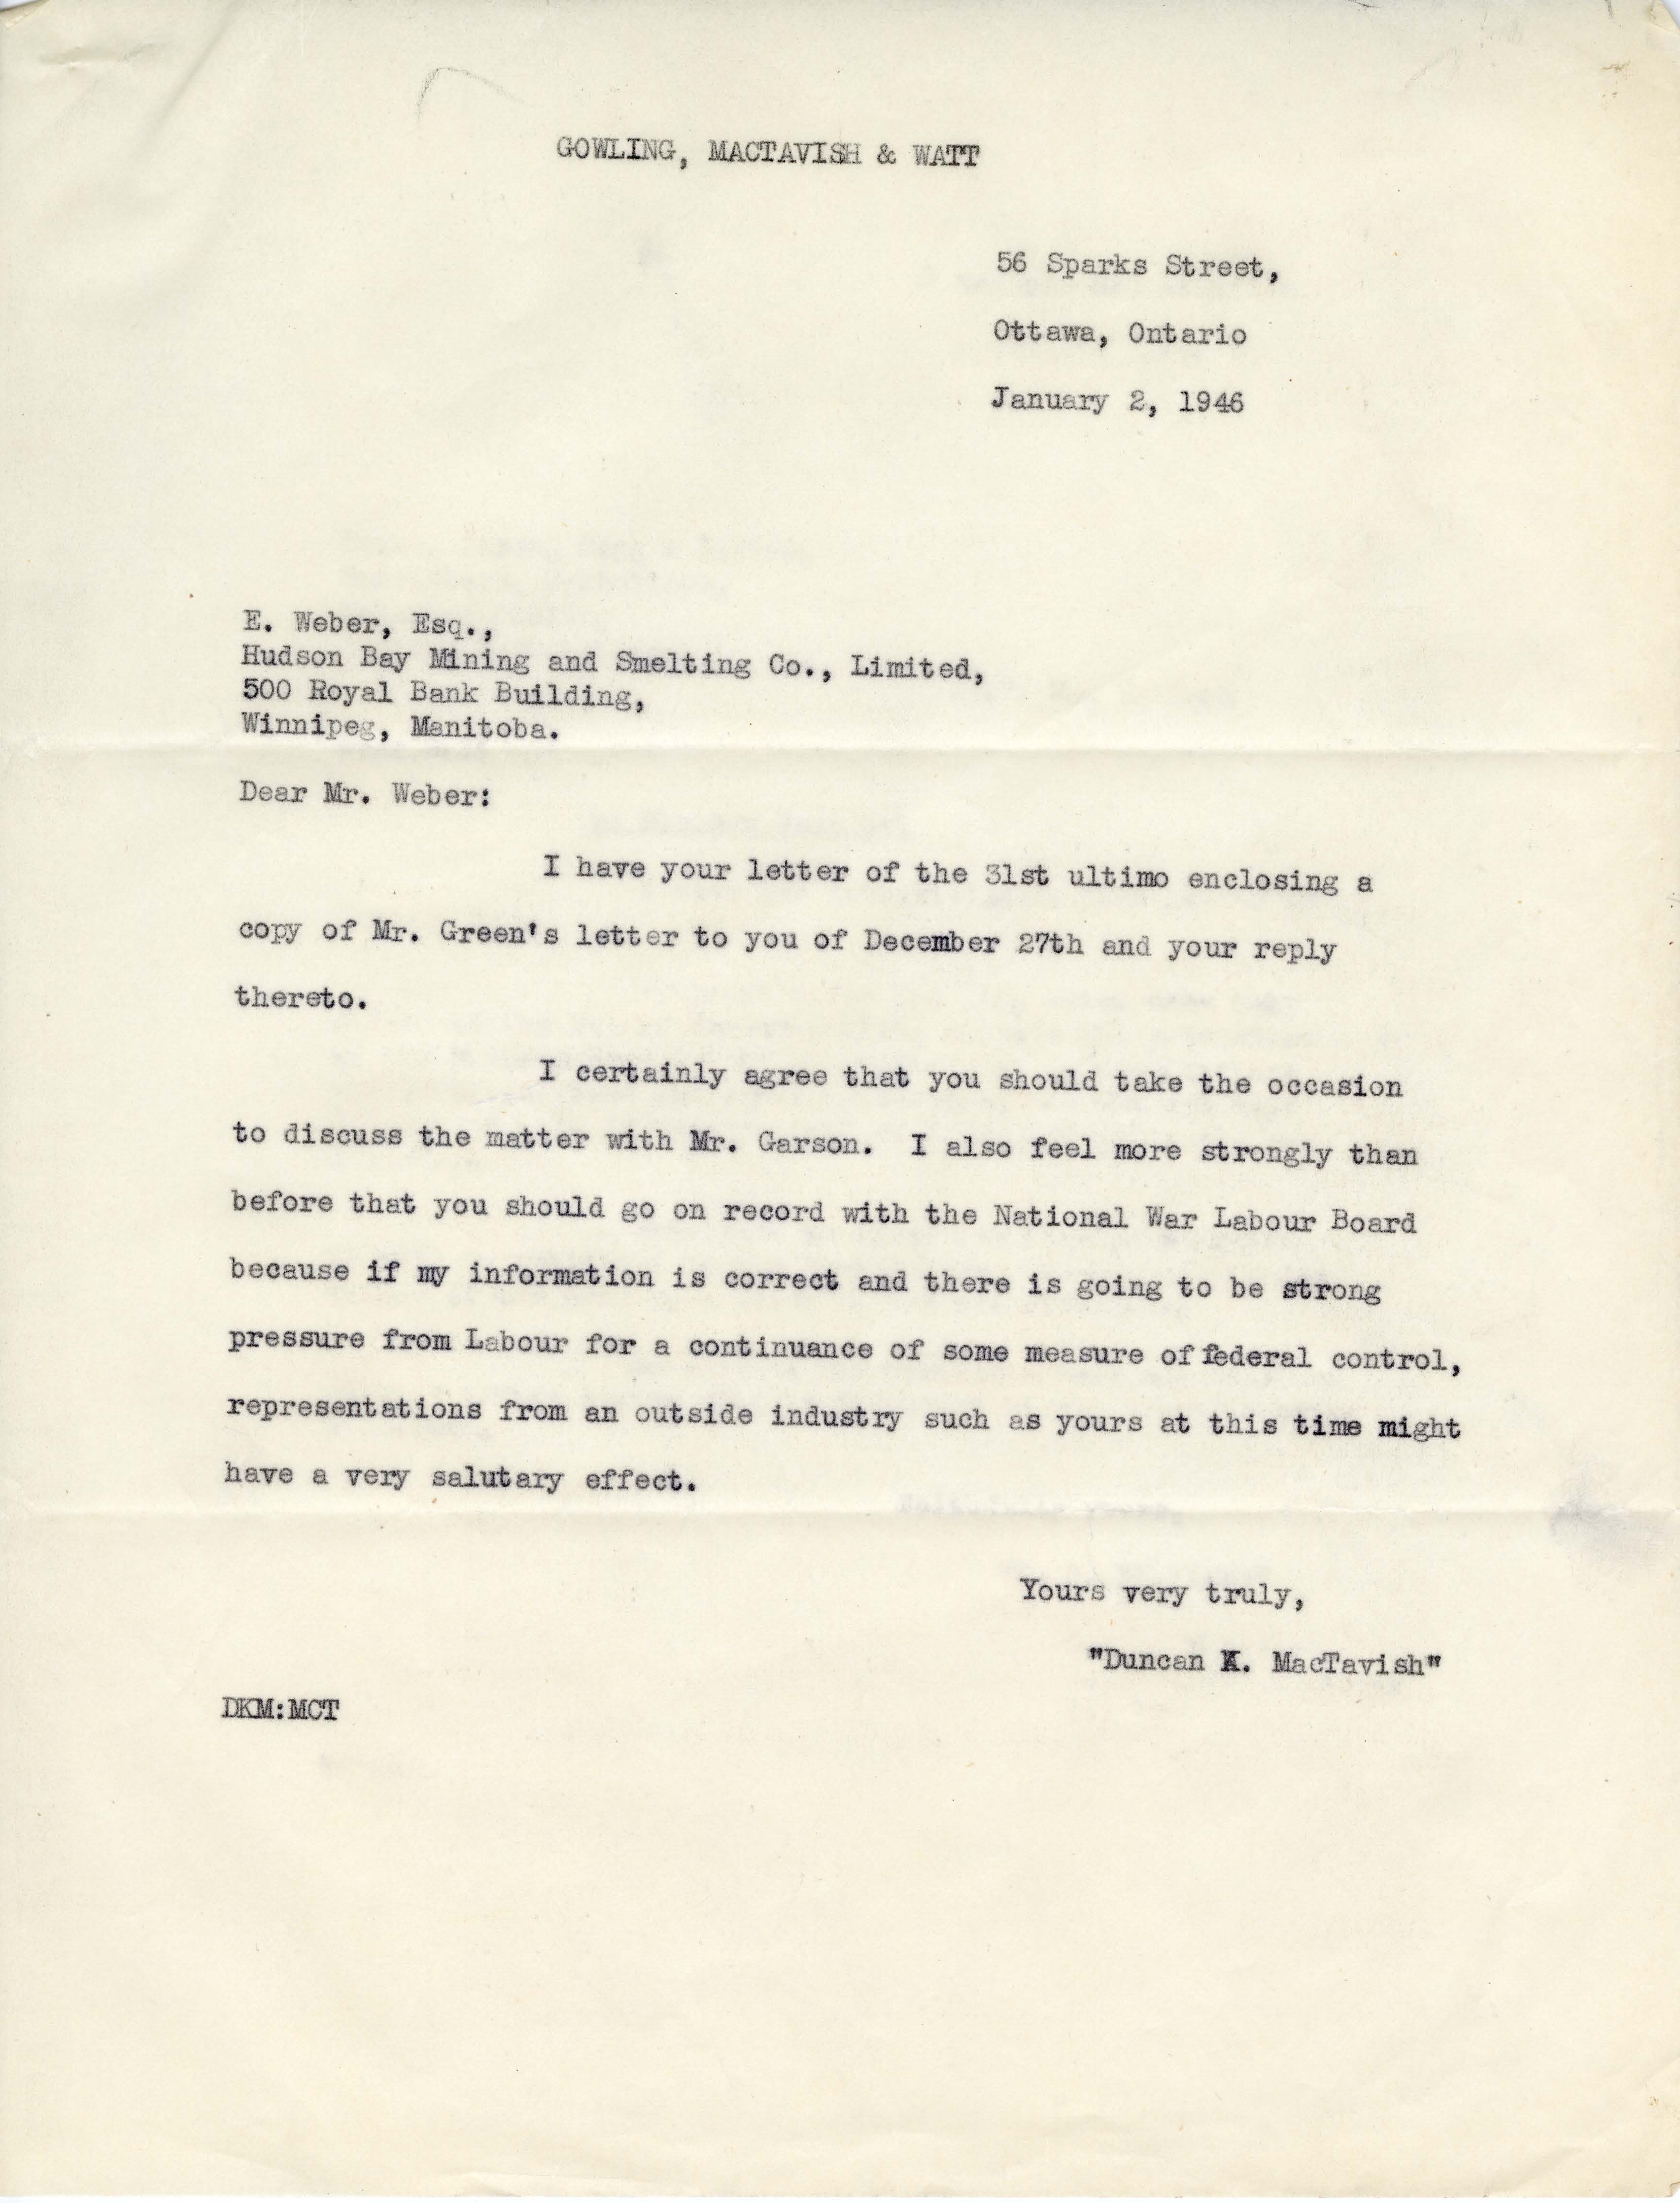 GOWLING, MACTAVISH & WATT
56 Sparks Street,
Ottawa, Ontario
January 2, 1946
E. Weber, Esq.,
Hudson Bay Mining and Smelting Co., Limited,
500 Royal Bank Building,
Winnipeg, Manitoba.
Dear Mr. Weber:
I have your letter of the 31st ultimo enclosing a
copy of Mr. Green's letter to you of December 27th and your reply
thereto.
I certainly agree that you should take the occasion
to discuss the matter with Mr. Garson. I also feel more strongly than
before that you should go on record with the National War Labour Board
because if my information is correct and there is going to be strong
pressure from Labour for a continuance of some measure of federal control,
representations from an outside industry such as yours at this time might
have a very salutary effect.
Yours very truly,
"Duncan K. MacTavish"
DKM:MCT